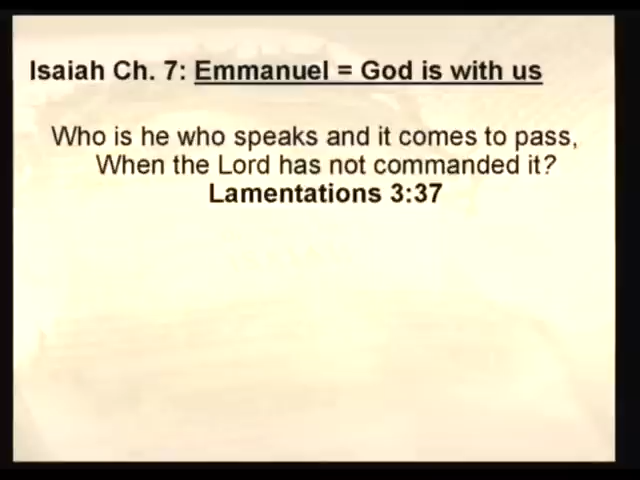 Isaiah Ch. 7: Emmanuel = God is with us
Who is he who speaks and it comes to pass,
When the Lord has not commanded it?
Lamentations 3:37